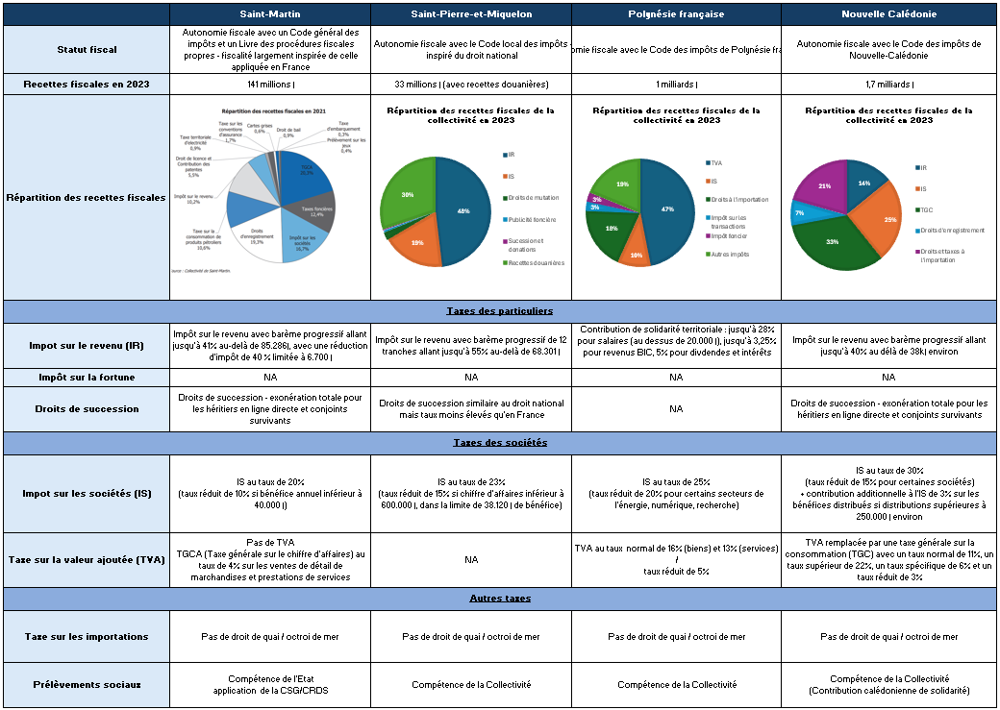 Saint-Martin
Saint-Pierre-et-Miquelon
Polynésie française
Nouvelle Calédonie
Statut fiscal
Autonomie fiscale avec un Code général des
impôts et un Livre des procédures fiscales
propres - fiscalité largement inspirée de celle
appliquée en France
Autonomie fiscale avec le Code local des impôts -
inspiré du droit national
omie fiscale avec le Code des impôts de Polynésie fra
Autonomie fiscale avec le Code des impôts de
Nouvelle-Calédonie
Recettes fiscales en 2023
141 millions |
33 millions | (avec recettes douanières)
1 milliards |
1,7 milliards |
Répartition des recettes fiscales
Répartition des recettes fiscales en 2021
Taxe sur les
conventions
d'assurance
1,7%
Cartes grises
0,6%
Droit de bail
0,9%
Taxe
d'embarquement
0,3%
Prélèvement sur les
jeux
0,4%
Taxe territoriale
d'électricité
0,9%
Droit de licence et
Contribution des
patentes
5,5%
Impôt sur le revenu
10,2%
Taxe sur la
consommation de
produits pétroliers
10,6%
Droits
d'enregistrement
19,3%
Impôt sur les
sociétés
16,7%
Taxes foncières
12,4%
TGCA
Source : Collectivité de Saint-Martin.
Répartition des recettes fiscales de la
collectivité en 2023
48%
19%
30%
IR
IS
Droits de mutation
Publicité foncière
Sucession et
donations
Recettes douanières
Répartition des recettes fiscales de la
collectivité en 2023
47%
10%
18%
3%
3%
19%
TVA
IS
Droits à l'importation
Impôt sur les
transactions
Impôt foncier
Autres impôts
Répartition des recettes fiscales de la
collectivité en 2023
14%
25%
33%
7%
21%
IR
IS
TGC
Droits d'enregistrement
Droits et taxes à
l'importation
Taxes des particuliers
Impot sur le revenu (IR)
Impôt sur le revenu avec barème progressif allant
jusqu'à 41% au-delà de 85.286|, avec une réduction
d'impôt de 40 % limitée à 6.700 |
Impôt sur le revenu avec barème progressif de 12
tranches allant jusqu'à 55% au-delà de 68.301|
Contribution de solidarité territoriale : jusqu'à 28%
pour salaires (au dessus de 20.000 |), jusqu'à 3,25%
pour revenus BIC, 5% pour dividendes et intérêts
Impôt sur le revenu avec barème progressif allant
jusqu'à 40% au délà de 38k| environ
Impôt sur la fortune
NA
NA
NA
NA
Droits de succession
Droits de succession - exonération totale pour
les héritiers en ligne directe et conjoints
survivants
Droits de succession similaire au droit national
mais taux moins élevés qu'en France
NA
Droits de succession - exonération totale pour les
héritiers en ligne directe et conjoints survivants
Taxes des sociétés
Impot sur les sociétés (IS)
IS au taux de 20%
(taux réduit de 10% si bénéfice annuel inférieur à
40.000 |)
IS au taux de 23%
(taux réduit de 15% si chiffre d'affaires inférieur à
600.000 |, dans la limite de 38.120 | de bénéfice)
IS au taux de 25%
(taux réduit de 20% pour certains secteurs de
l'énergie, numérique, recherche)
IS au taux de 30%
(taux réduit de 15% pour certaines sociétés)
+ contribution additionnelle à l'IS de 3% sur les
bénéfices distribués si distributions supérieures à
250.000 | environ
Taxe sur la valeur ajoutée (TVA)
Pas de TVA
TGCA (Taxe générale sur le chiffre d'affaires) au
taux de 4% sur les ventes de détail de
marchandises et prestations de services
NA
TVA au taux normal de 16% (biens) et 13% (services)
/
taux réduit de 5%
TVA remplacée par une taxe générale sur la
consommation (TGC) avec un taux normal de 11%, un
taux supérieur de 22%, un taux spécifique de 6% et un
taux réduit de 3%
Autres taxes
Taxe sur les importations
Pas de droit de quai / octroi de mer
Pas de droit de quai / octroi de mer
Pas de droit de quai / octroi de mer
Pas de droit de quai / octroi de mer
Prélèvements sociaux
Compétence de l'Etat
application de la CSG/CRDS
Compétence de la Collectivité
Compétence de la Collectivité
Compétence de la Collectivité
(Contribution calédonienne de solidarité)